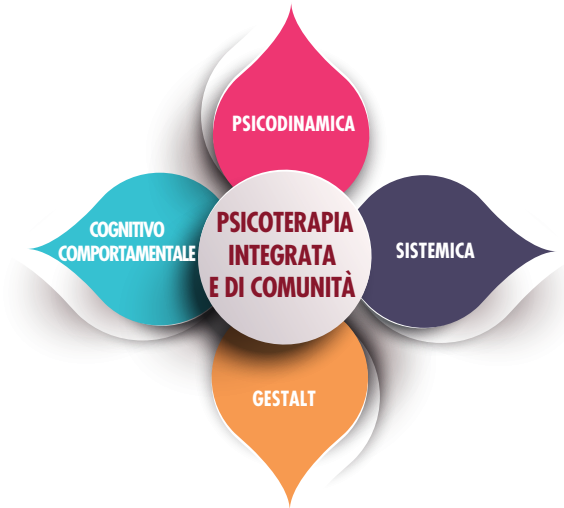 PSICODINAMICA
COGNITIVO
COMPORTAMENTALE
PSICOTERAPIA
INTEGRATA
E DI COMUNITÀ
SISTEMICA
GESTALT